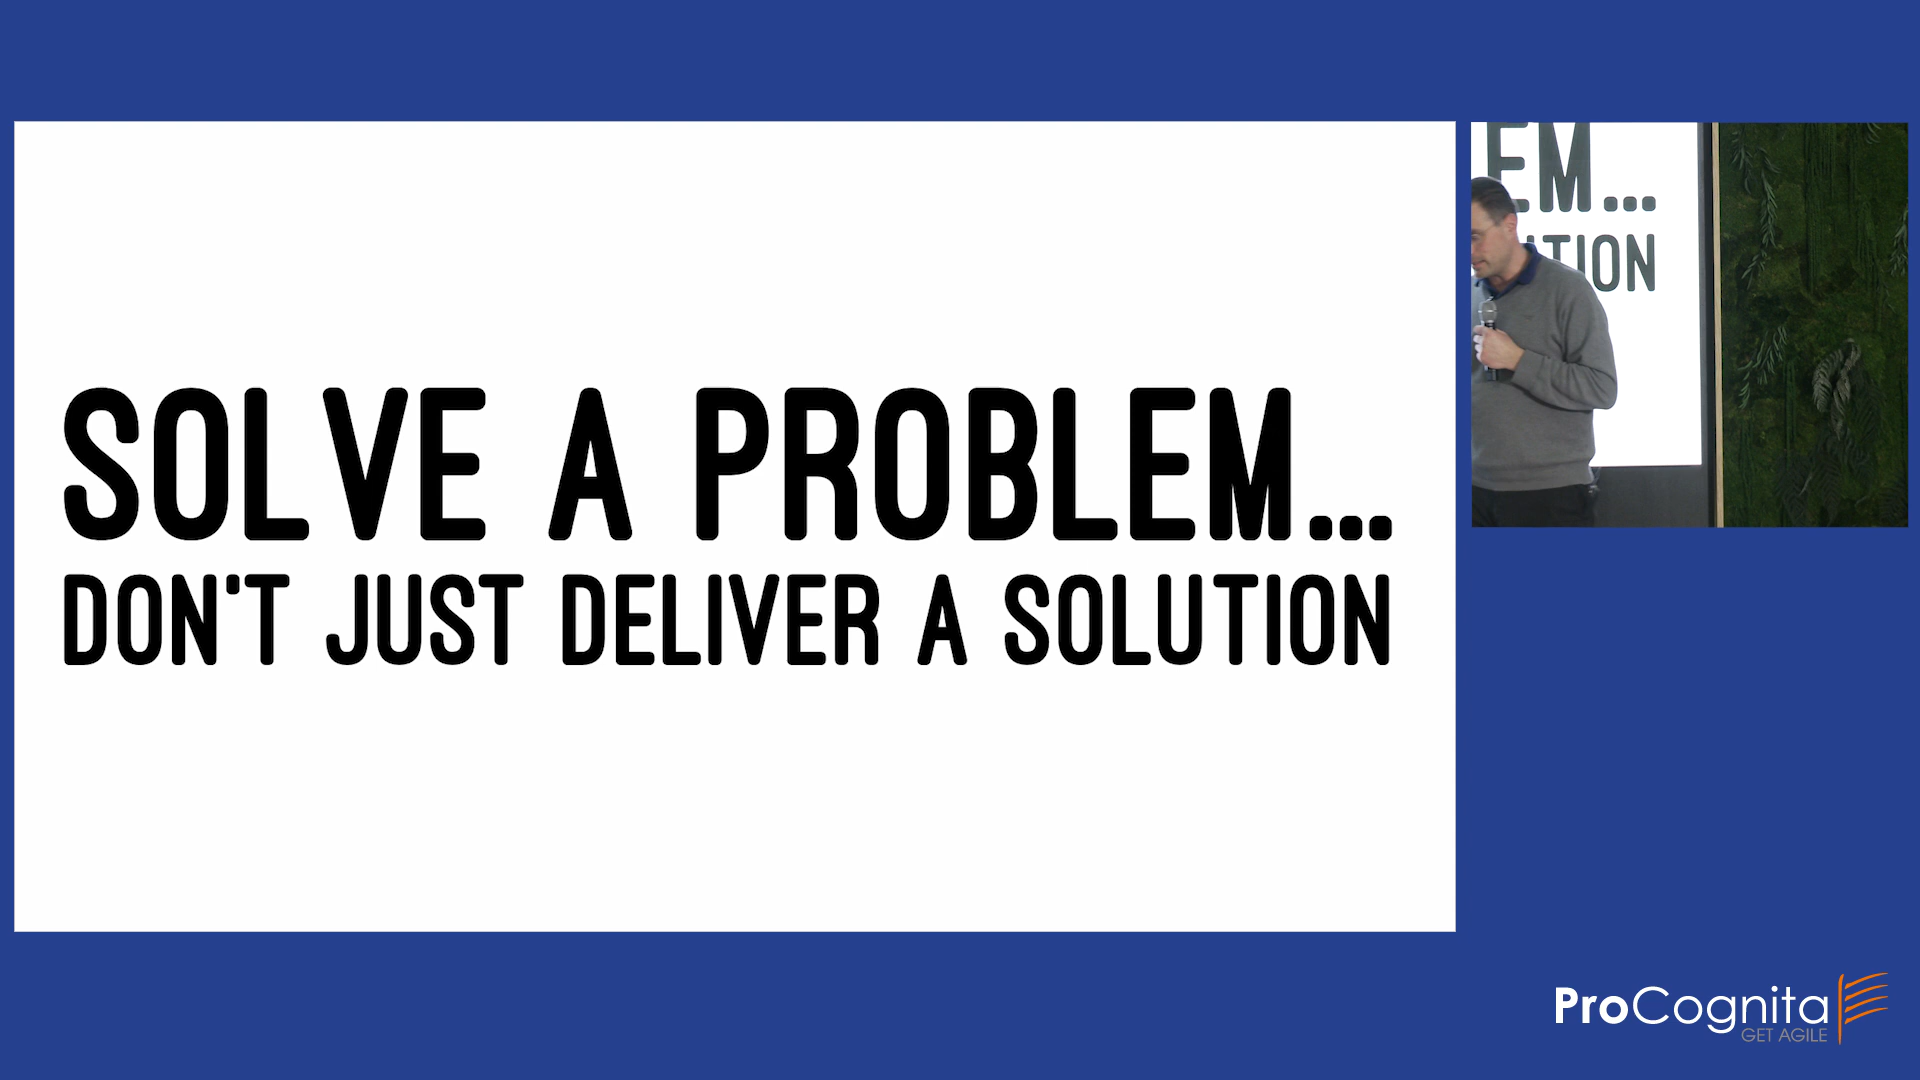 SOLVE A PROBLEM...
DON'T JUST DELIVER A SOLUTION
EM...
TION
ProCognita
GET AGILE